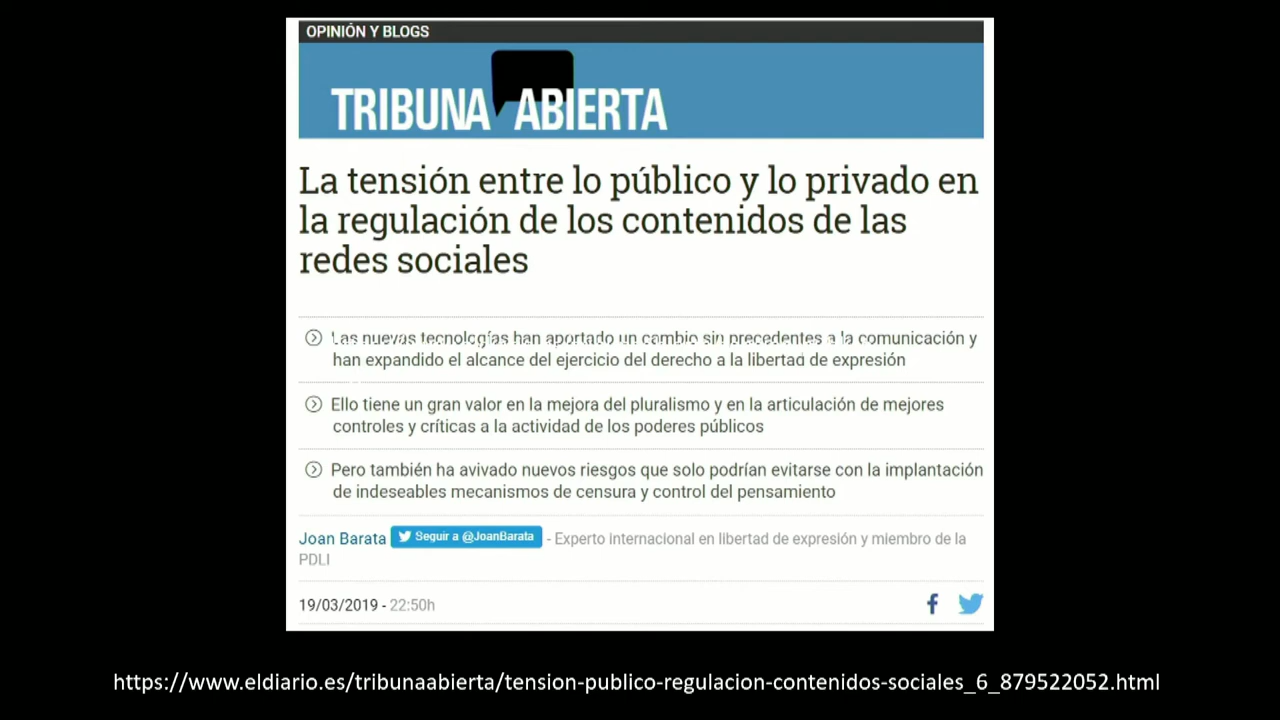 OPINIÓN Y BLOGS
TRIBUNA ABIERTA
La tensión entre lo público y lo privado en
la regulación de los contenidos de las
redes sociales
Las nuevas tecnologías han aportado un cambio sin precedentes a la comunicación y
han expandido el alcance del ejercicio del derecho a la libertad de expresión
Ello tiene un gran valor en la mejora del pluralismo y en la articulación de mejores
controles y críticas a la actividad de los poderes públicos
Pero también ha avivado nuevos riesgos que solo podrían evitarse con la implantación
de indeseables mecanismos de censura y control del pensamiento
Joan Barata Seguir a @JoanBarata - Experto internacional en libertad de expresión y miembro de la
PDLI
19/03/2019 - 22:50h
https://www.eldiario.es/tribunaabierta/tension-publico-regulacion-contenidos-sociales_6_879522052.html